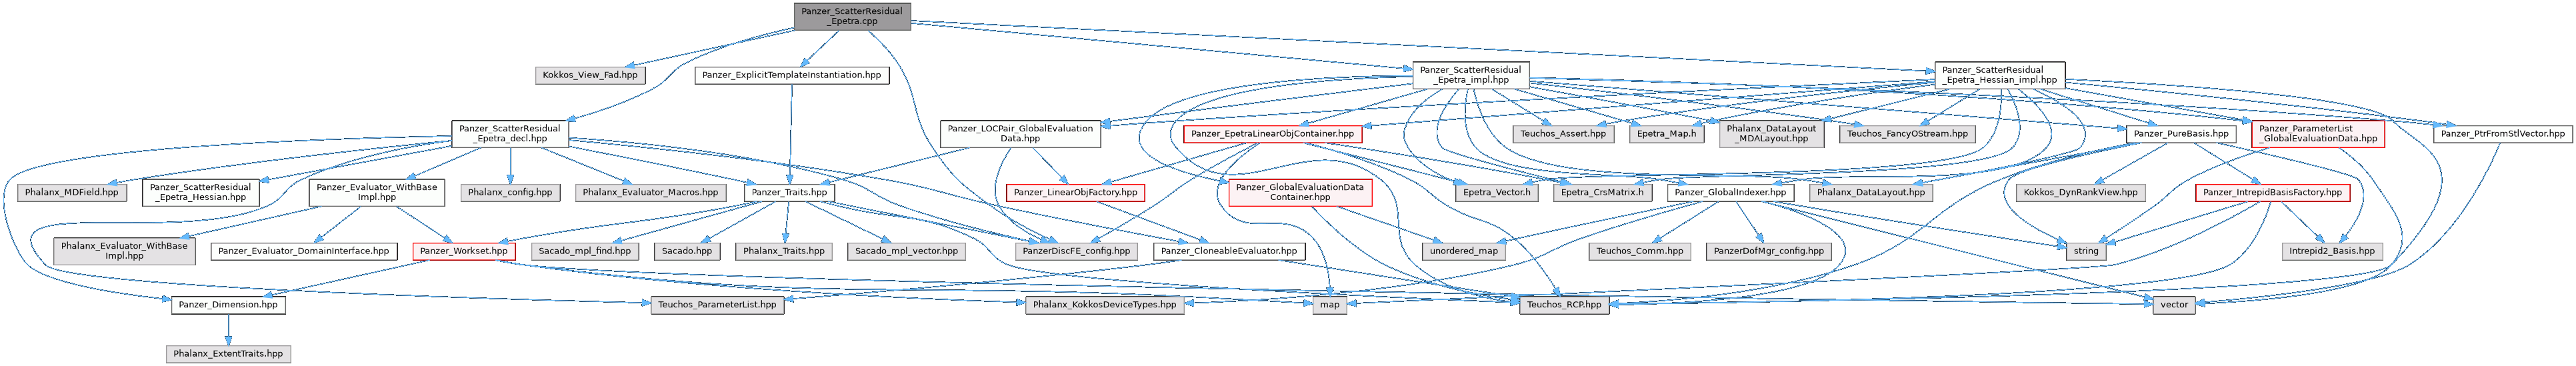 Panzer_ScatterResidual
_Epetra.cpp
Kokkos_View_Fad.hpp
Panzer_ExplicitTemplateInstantiation.hpp
Panzer_ScatterResidual
_Epetra_impl.hpp
Panzer_ScatterResidual
_Epetra_Hessian_impl.hpp
Panzer_ScatterResidual
_Epetra_decl.hpp
Panzer_LOCPair_GlobalEvaluation
Data.hpp
Panzer_EpetraLinearObjContainer.hpp
Teuchos_Assert.hpp
Epetra_Map.h
Phalanx_DataLayout
_MDALayout.hpp
Teuchos_FancyOStream.hpp
Panzer_PureBasis.hpp
Panzer_ParameterList
_GlobalEvaluationData.hpp
Panzer_PtrFromStlVector.hpp
Phalanx_MDField.hpp
Panzer_ScatterResidual
_Epetra_Hessian.hpp
Panzer_Evaluator_WithBase
Impl.hpp
Phalanx_config.hpp
Phalanx_Evaluator_Macros.hpp
Panzer_Traits.hpp
Panzer_LinearObjFactory.hpp
Panzer_GlobalEvaluationData
Container.hpp
Epetra_Vector.h
Epetra_CrsMatrix.h
Panzer_GlobalIndexer.hpp
Phalanx_DataLayout.hpp
Kokkos_DynRankView.hpp
Panzer_IntrepidBasisFactory.hpp
Phalanx_Evaluator_WithBase
Impl.hpp
Panzer_Evaluator_DomainInterface.hpp
Panzer_Workset.hpp
Sacado_mpl_find.hpp
Sacado.hpp
Phalanx_Traits.hpp
Sacado_mpl_vector.hpp
PanzerDiscFE_config.hpp
Panzer_CloneableEvaluator.hpp
unordered_map
Teuchos_Comm.hpp
PanzerDofMgr_config.hpp
string
Intrepid2_Basis.hpp
Panzer_Dimension.hpp
Teuchos_ParameterList.hpp
Phalanx_KokkosDeviceTypes.hpp
map
Teuchos_RCP.hpp
vector
Phalanx_ExtentTraits.hpp